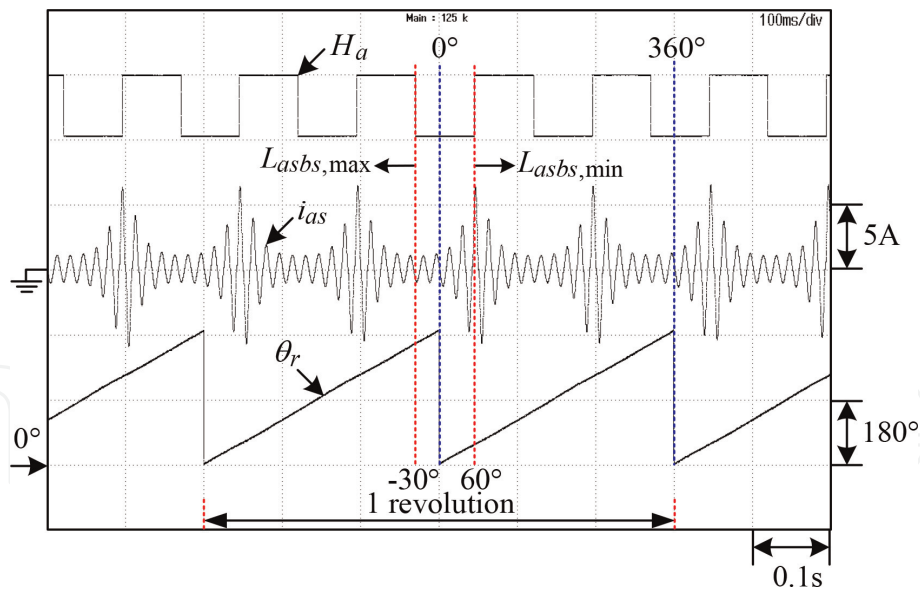 Main : 125 k
100ms/div
H_a
0°
360°
L_asbs,max
L_asbs,min
i_as
5A
θ_r
0°
180°
-30°
60°
1 revolution
0.1s